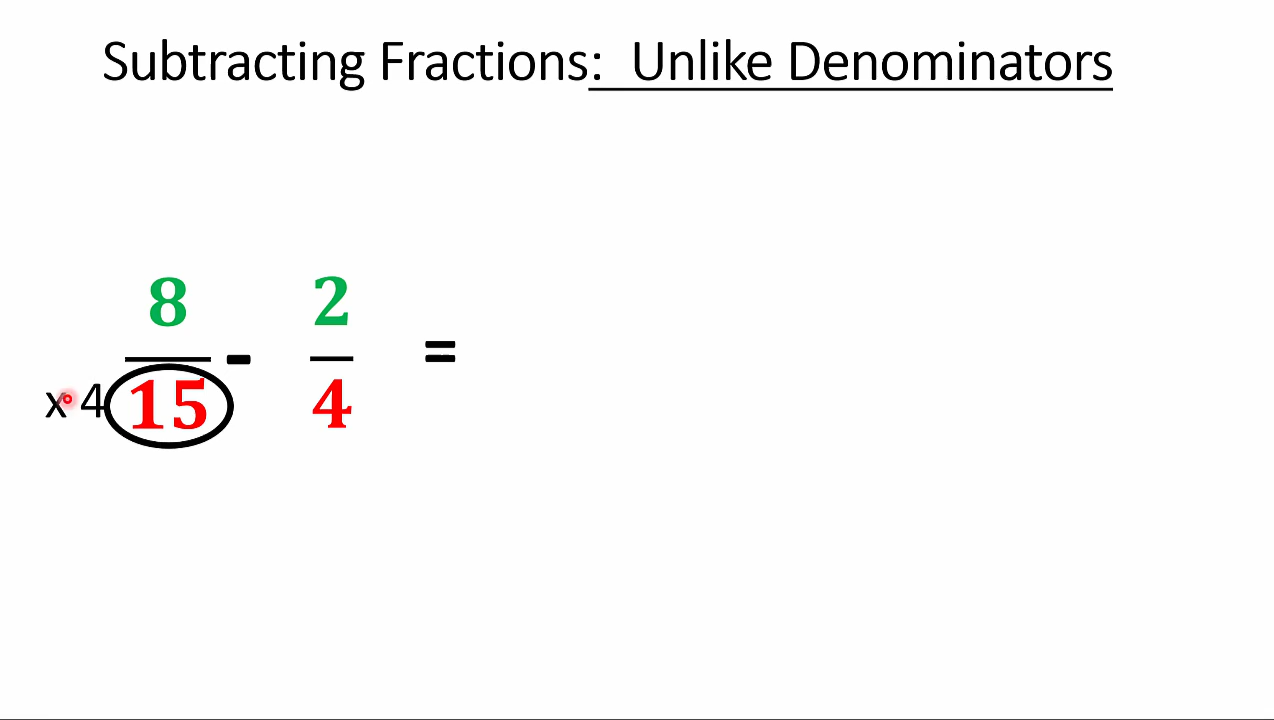 Subtracting Fractions: Unlike Denominators
8 2
- =
x 4 15 4